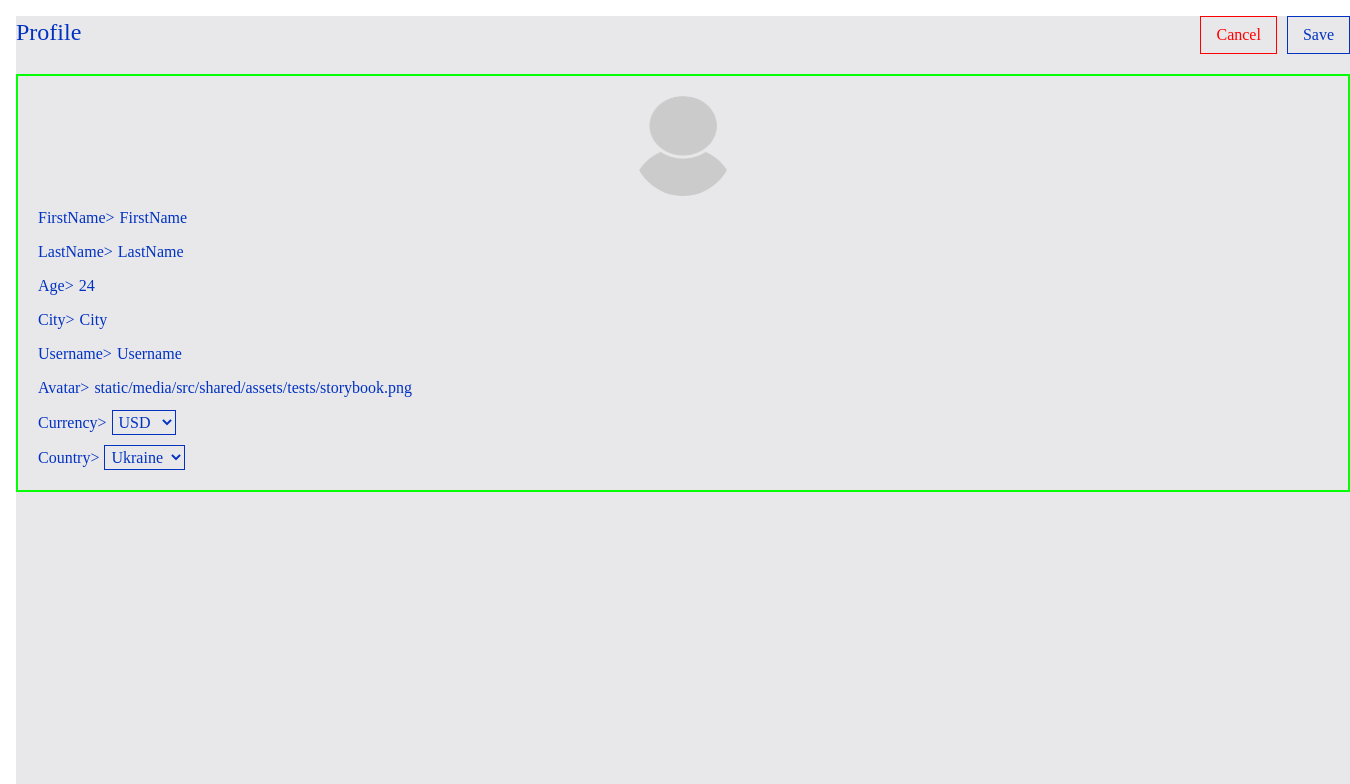 Profile
Cancel
Save
FirstName> FirstName
LastName> LastName
Age> 24
City> City
Username> Username
Avatar> static/media/src/shared/assets/tests/storybook.png
Currency> USD
Country> Ukraine